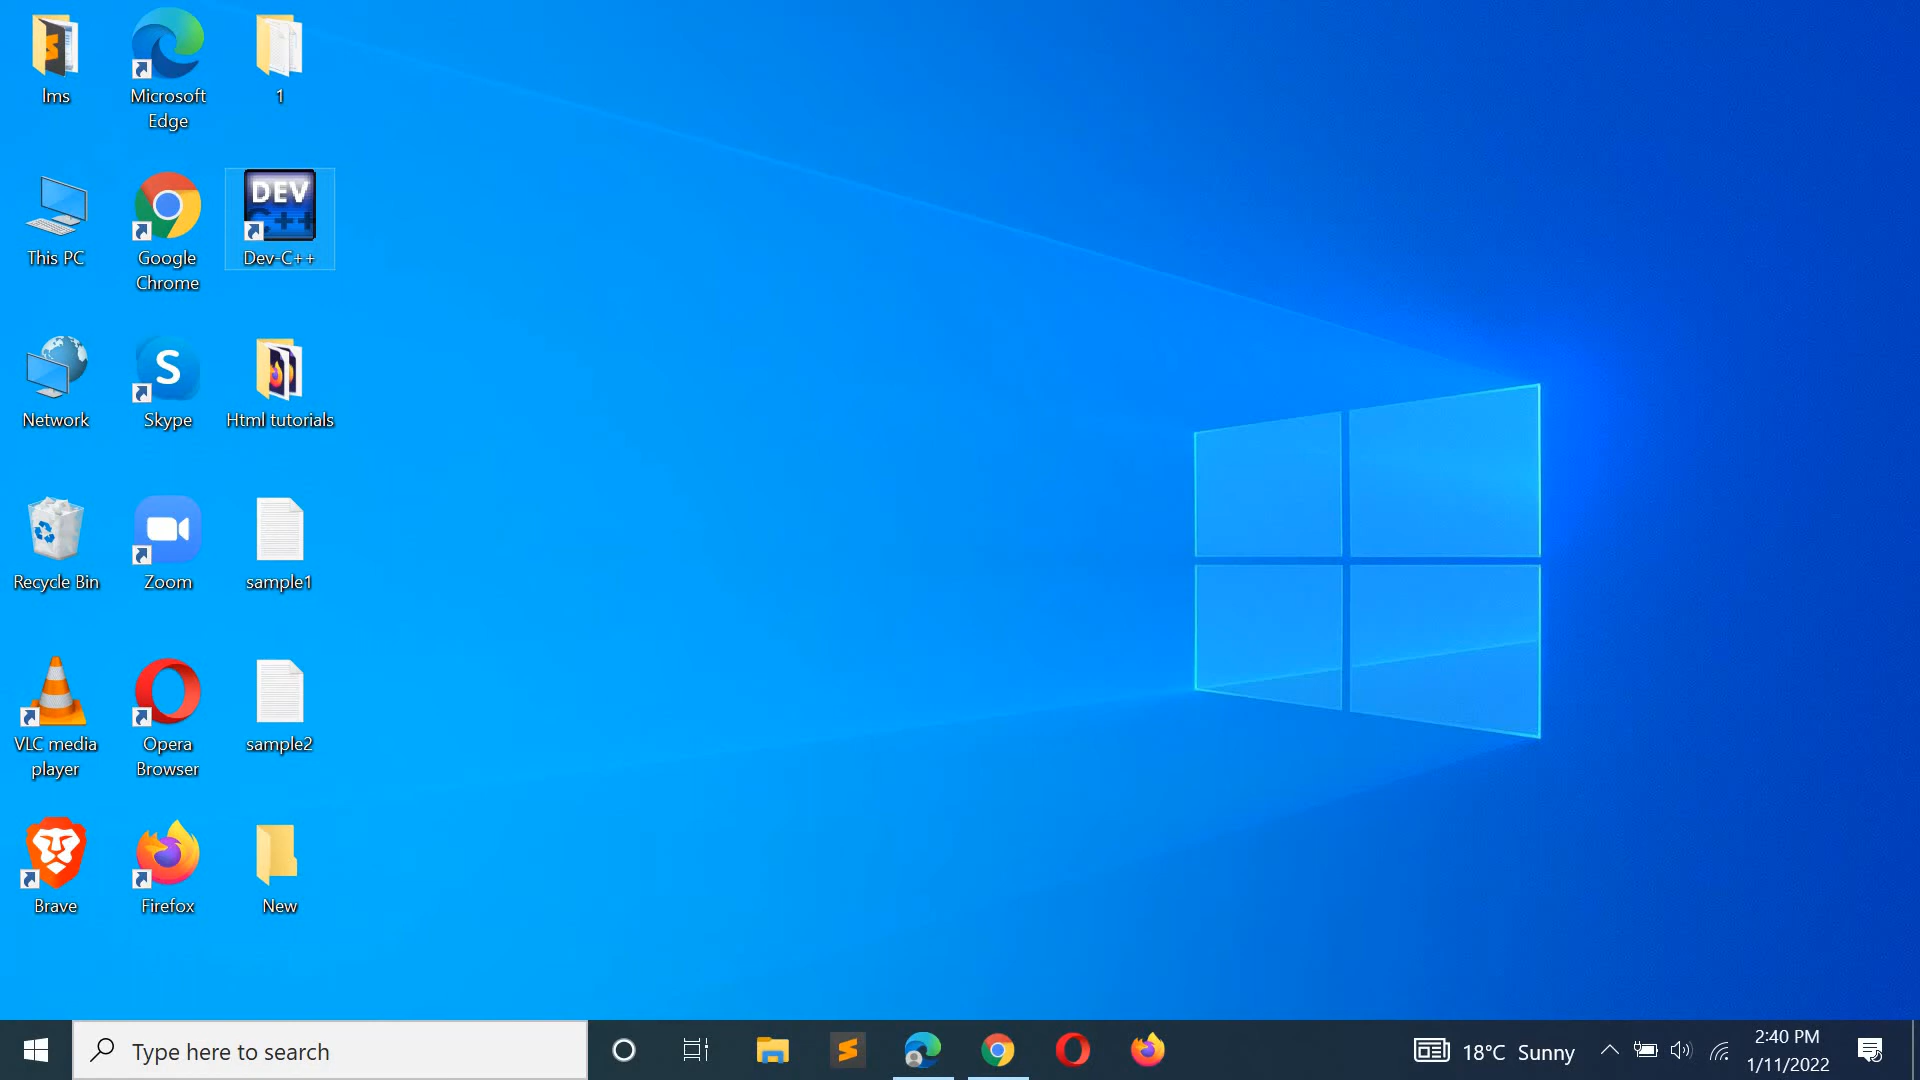 lms
Microsoft
Edge
1
This PC
Google
Chrome
DEV
C++
Dev-C++
Network
S
Skype
Html tutorials
Recycle Bin
Zoom
sample1
VLC media
player
Opera
Browser
sample2
Brave
Firefox
New
Type here to search
18°C Sunny
2:40 PM
1/11/2022